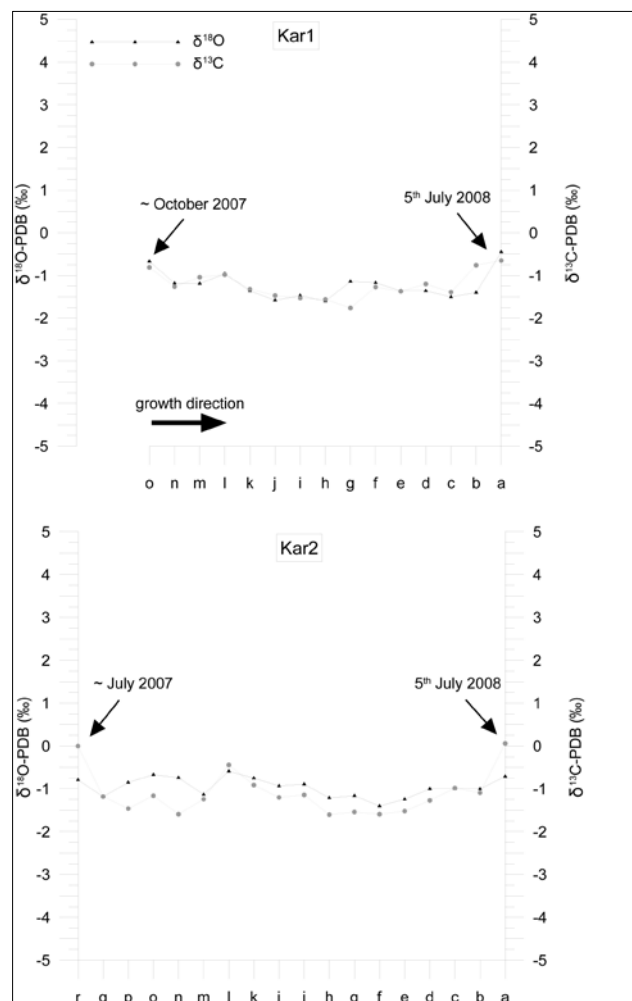 Kar1
δ¹⁸O
δ¹³C
5
4
3
2
1
0
-1
-2
-3
-4
-5
δ¹⁸O-PDB (‰)
~ October 2007
5th July 2008
growth direction
5
4
3
2
1
0
-1
-2
-3
-4
-5
δ¹³C-PDB (‰)
o n m l k j i h g f e d c b a
Kar2
5
4
3
2
1
0
-1
-2
-3
-4
-5
δ¹⁸O-PDB (‰)
~ July 2007
5th July 2008
5
4
3
2
1
0
-1
-2
-3
-4
-5
δ¹³C-PDB (‰)
r q p o n m l k j i h g f e d c b a